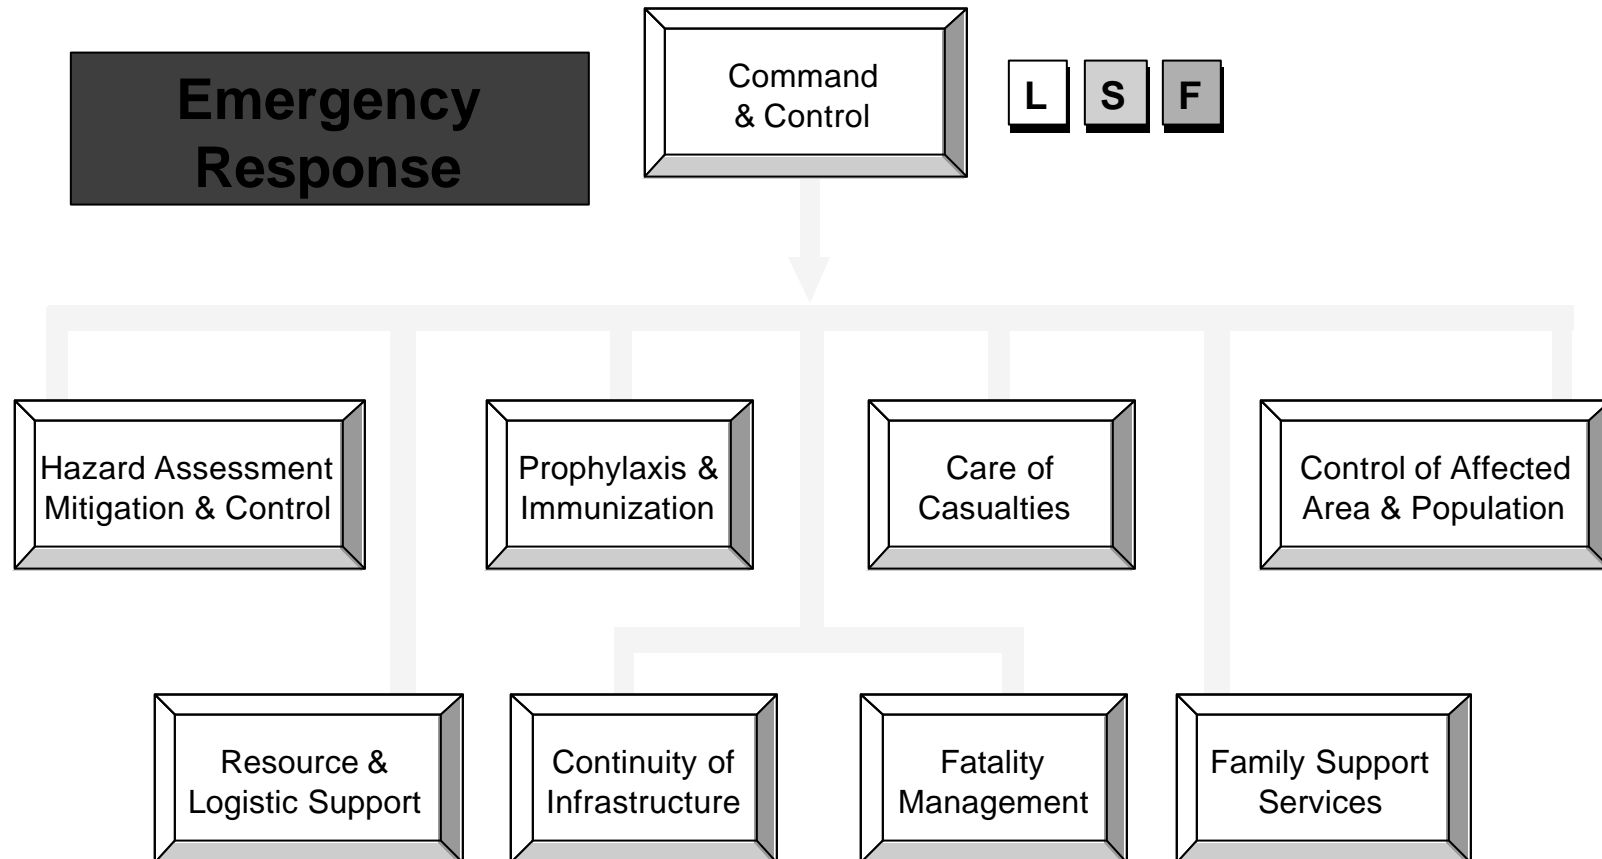 Emergency
Response
Command
& Control
L S F
Hazard Assessment
Mitigation & Control
Prophylaxis &
Immunization
Care of
Casualties
Control of Affected
Area & Population
Resource &
Logistic Support
Continuity of
Infrastructure
Fatality
Management
Family Support
Services